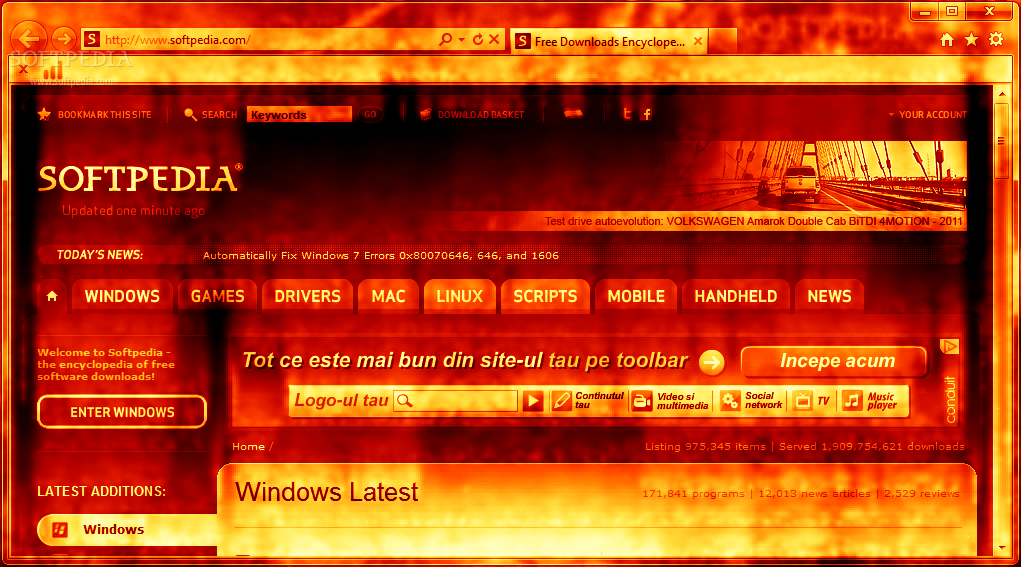 http://www.softpedia.com/
Free Downloads Encyclope...
SOFTPEDIA
www.softpedia.com
BOOKMARK THIS SITE
SEARCH
Keywords
GO
DOWNLOAD BASKET
YOUR ACCOUNT
SOFTPEDIA®
Updated one minute ago
Test drive autoevolution: VOLKSWAGEN Amarok Double Cab BiTDI 4MOTION - 2011
TODAY'S NEWS: Automatically Fix Windows 7 Errors 0x80070646, 646, and 1606
WINDOWS GAMES DRIVERS MAC LINUX SCRIPTS MOBILE HANDHELD NEWS
Welcome to Softpedia -
the encyclopedia of free
software downloads!
ENTER WINDOWS
Tot ce este mai bun din site-ul tau pe toolbar
Incepe acum
Logo-ul tau
Continutul
tau
Video si
multimedia
Social
network
TV
Music
player
conduit
Home /
Listing 975,345 items | Served 1,909,754,621 downloads
LATEST ADDITIONS:
Windows
Windows Latest
171,841 programs | 12,013 news articles | 2,529 reviews